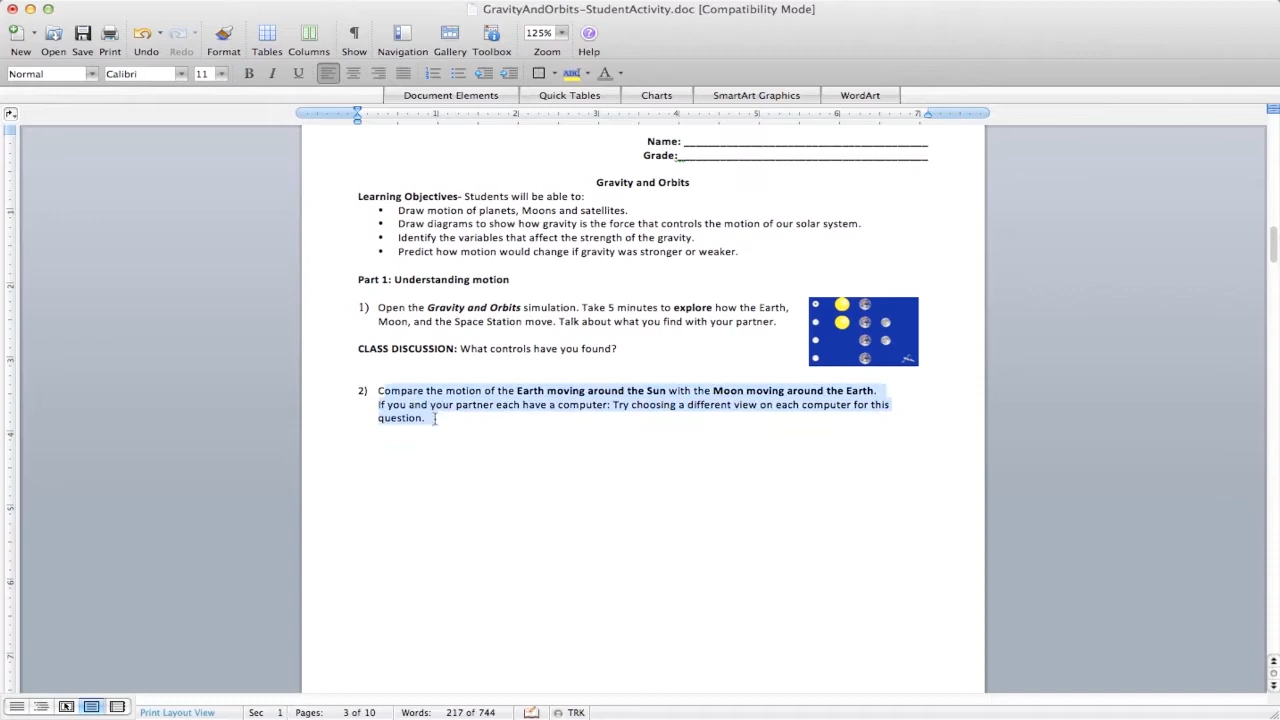 GravityAndOrbits-StudentActivity.doc [Compatibility Mode]
125%
New Open Save Print Undo Redo Format Tables Columns Show Navigation Gallery Toolbox Zoom Help
Normal Calibri 11 B I U
Document Elements Quick Tables Charts SmartArt Graphics WordArt
1 2 3 4 5 6 7
Name: ______________________________________
Grade:_______________________________________
Gravity and Orbits
Learning Objectives- Students will be able to:
• Draw motion of planets, Moons and satellites.
• Draw diagrams to show how gravity is the force that controls the motion of our solar system.
• Identify the variables that affect the strength of the gravity.
• Predict how motion would change if gravity was stronger or weaker.
Part 1: Understanding motion
1) Open the Gravity and Orbits simulation. Take 5 minutes to explore how the Earth,
Moon, and the Space Station move. Talk about what you find with your partner.
CLASS DISCUSSION: What controls have you found?
2) Compare the motion of the Earth moving around the Sun with the Moon moving around the Earth.
If you and your partner each have a computer: Try choosing a different view on each computer for this
question.
Print Layout View Sec 1 Pages: 3 of 10 Words: 217 of 744 TRK